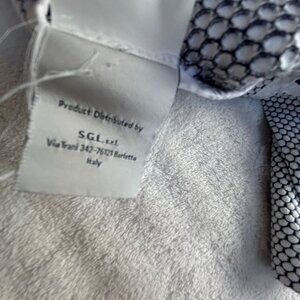 Product Distributed by
S.G.L. s.r.l.
Via Trani 342-76121 Barletta
Italy